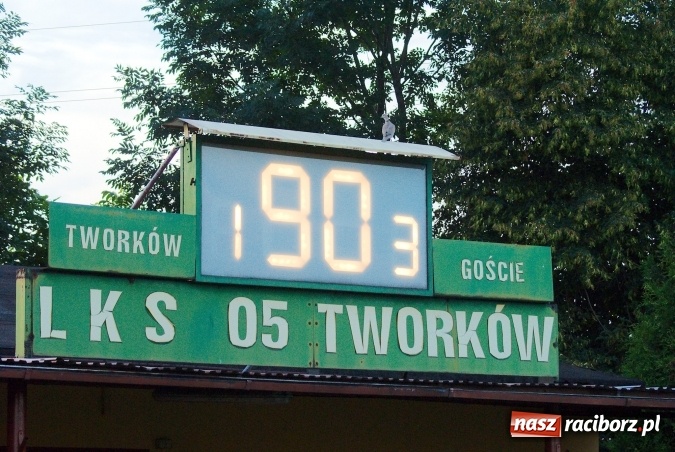 1 90 3
TWORKÓW
GOŚCIE
LKS 05 TWORKÓW
nasz raciborz.pl